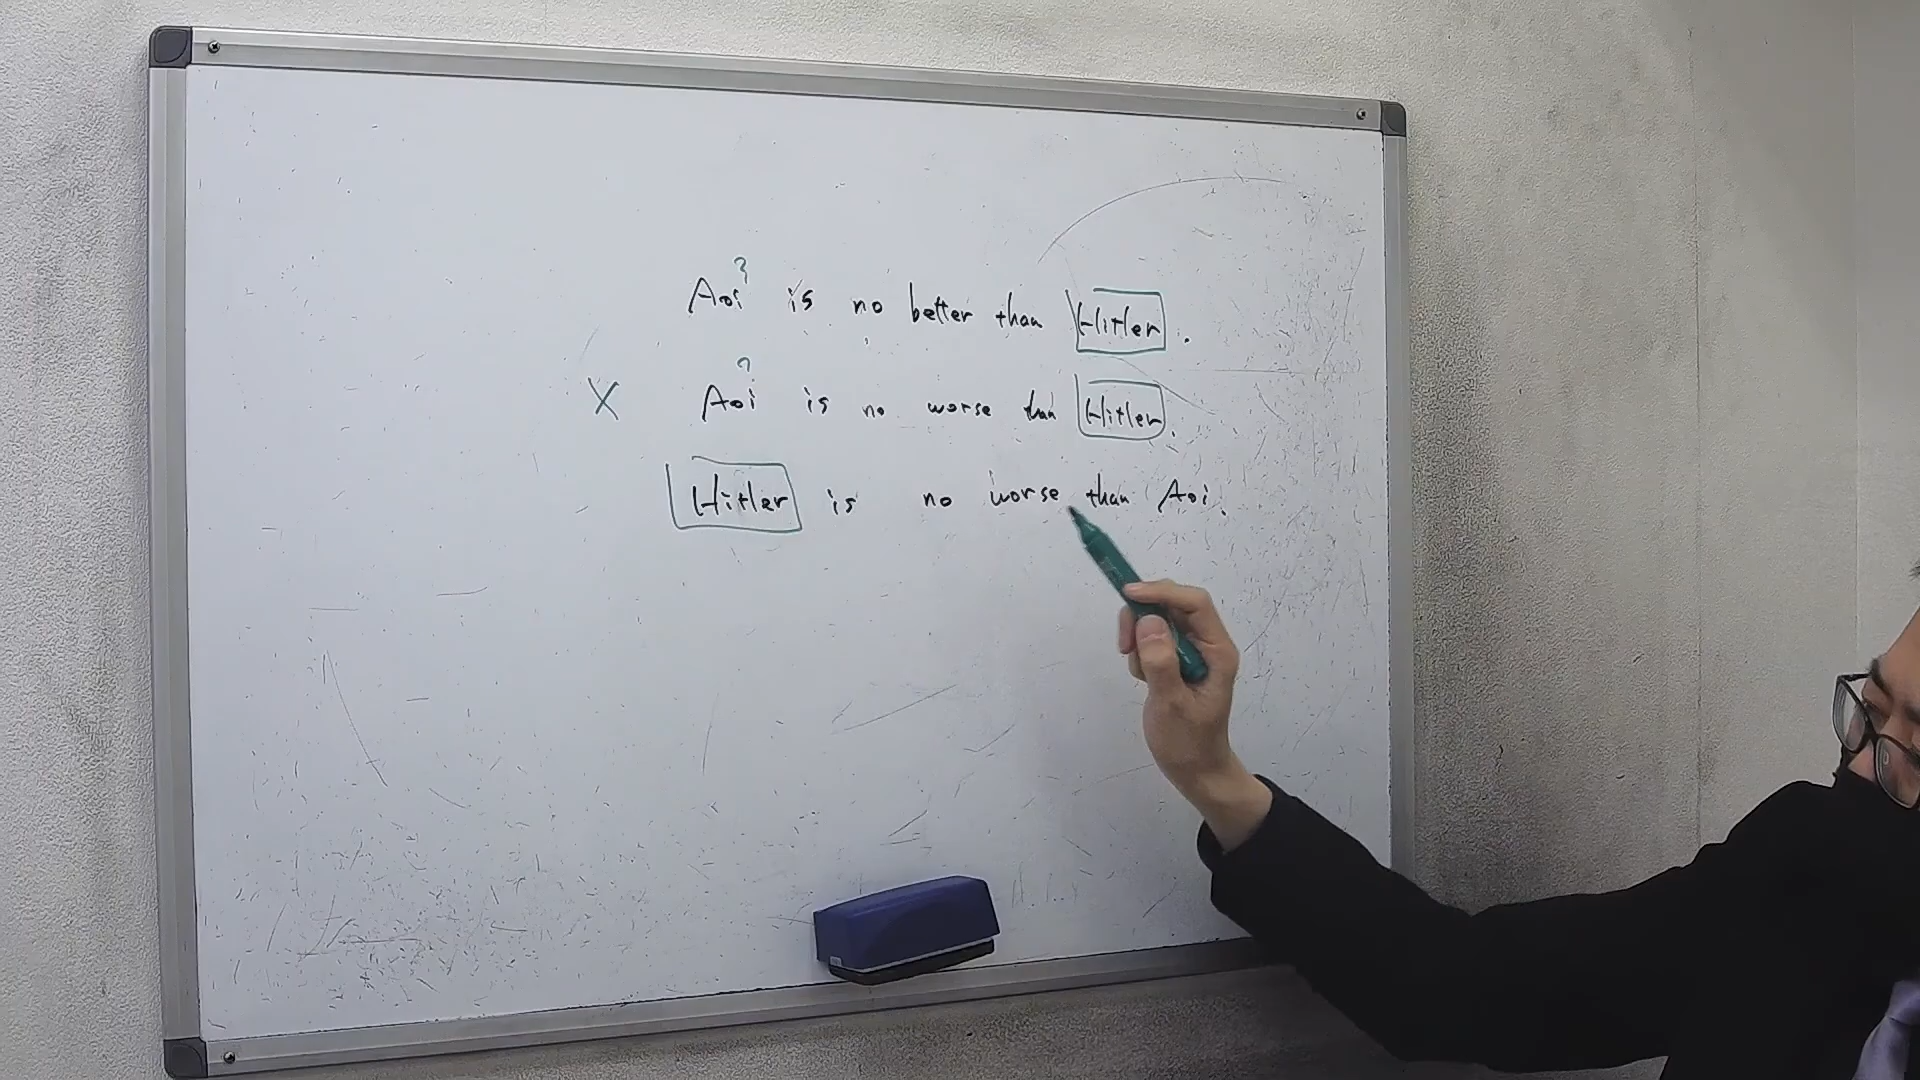 ?
Aoi is no better than Hitler.
?
X Aoi is no worse than Hitler.
Hitler is no worse than Aoi.